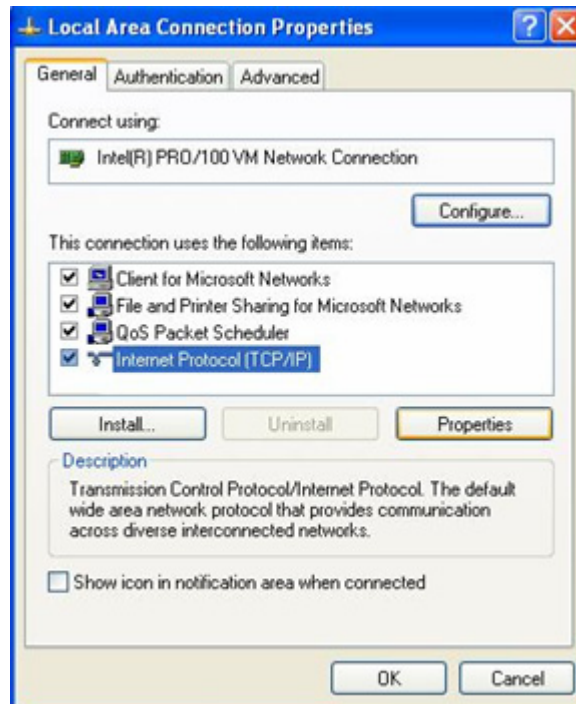 Local Area Connection Properties
General Authentication Advanced
Connect using:
Intel(R) PRO/100 VM Network Connection
Configure...
This connection uses the following items:
Client for Microsoft Networks
File and Printer Sharing for Microsoft Networks
QoS Packet Scheduler
Internet Protocol (TCP/IP)
Install... Uninstall Properties
Description
Transmission Control Protocol/Internet Protocol. The default
wide area network protocol that provides communication
across diverse interconnected networks.
Show icon in notification area when connected
OK Cancel